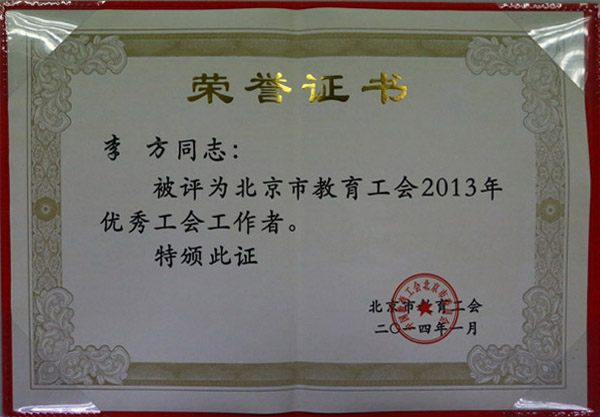 荣誉证书
李 方同志：
被评为北京市教育工会2013年
优秀工会工作者。
特颁此证
北京市教育工会
二〇一四年一月